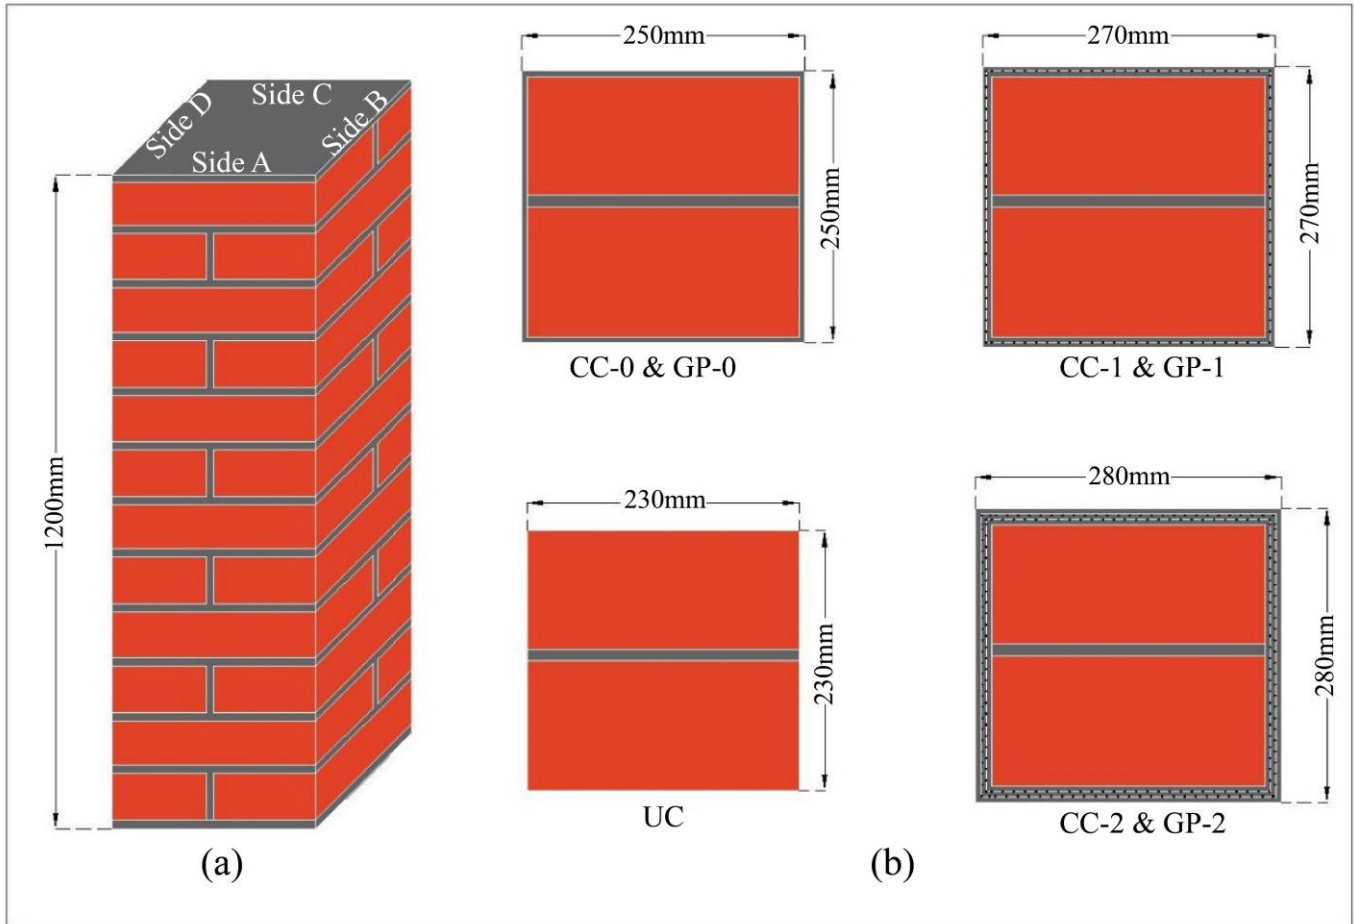 Side C
Side D
Side B
Side A
1200mm
(a)
250mm
250mm
CC-0 & GP-0
270mm
270mm
CC-1 & GP-1
230mm
230mm
UC
280mm
280mm
CC-2 & GP-2
(b)